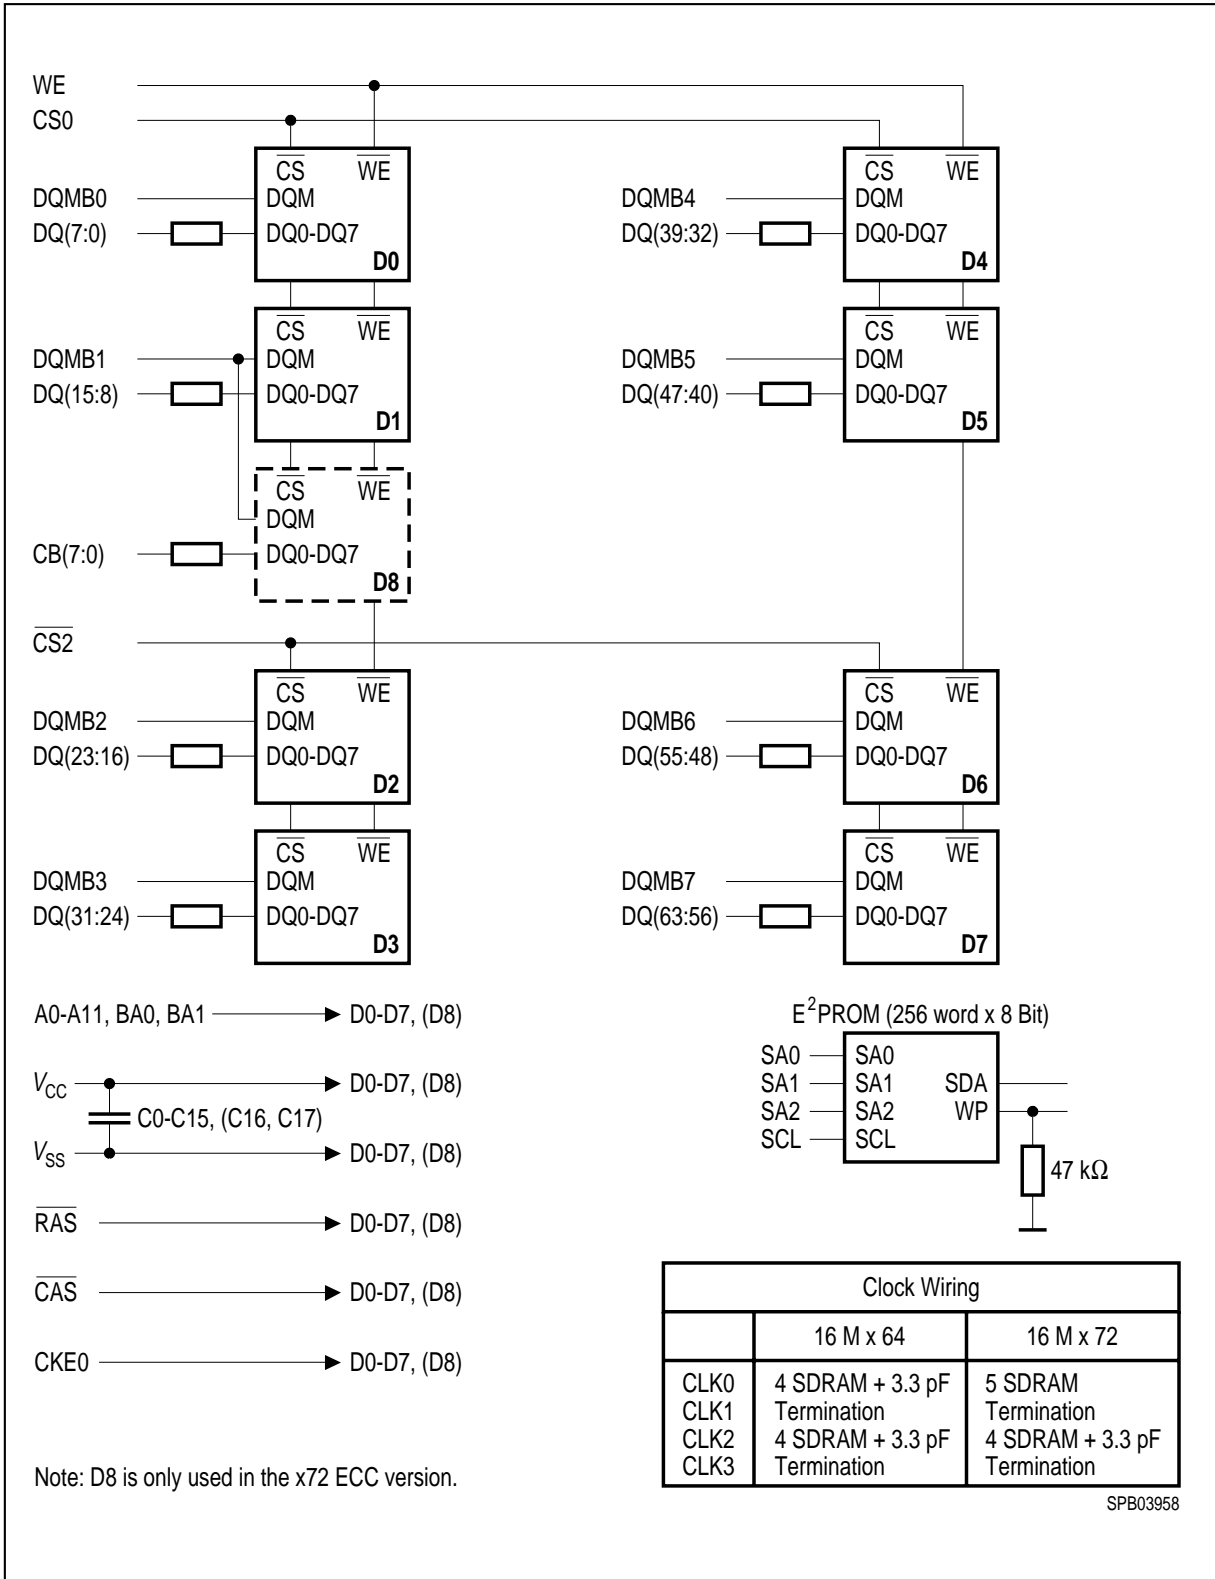 WE
CS0
CS WE
DQMB0 DQM
DQ(7:0) DQ0-DQ7
D0
CS WE
DQMB4 DQM
DQ(39:32) DQ0-DQ7
D4
CS WE
DQMB1 DQM
DQ(15:8) DQ0-DQ7
D1
CS WE
DQMB5 DQM
DQ(47:40) DQ0-DQ7
D5
CS WE
DQM
CB(7:0) DQ0-DQ7
D8
CS2
CS WE
DQMB2 DQM
DQ(23:16) DQ0-DQ7
D2
CS WE
DQMB6 DQM
DQ(55:48) DQ0-DQ7
D6
CS WE
DQMB3 DQM
DQ(31:24) DQ0-DQ7
D3
CS WE
DQMB7 DQM
DQ(63:56) DQ0-DQ7
D7
A0-A11, BA0, BA1 D0-D7, (D8)
VCC D0-D7, (D8)
C0-C15, (C16, C17)
VSS D0-D7, (D8)
RAS D0-D7, (D8)
CAS D0-D7, (D8)
CKE0 D0-D7, (D8)
Note: D8 is only used in the x72 ECC version.
E²PROM (256 word x 8 Bit)
SA0 SA0
SA1 SA1 SDA
SA2 SA2 WP
SCL SCL
47 kΩ
Clock Wiring
16 M x 64 16 M x 72
CLK0 4 SDRAM + 3.3 pF 5 SDRAM
CLK1 Termination Termination
CLK2 4 SDRAM + 3.3 pF 4 SDRAM + 3.3 pF
CLK3 Termination Termination
SPB03958